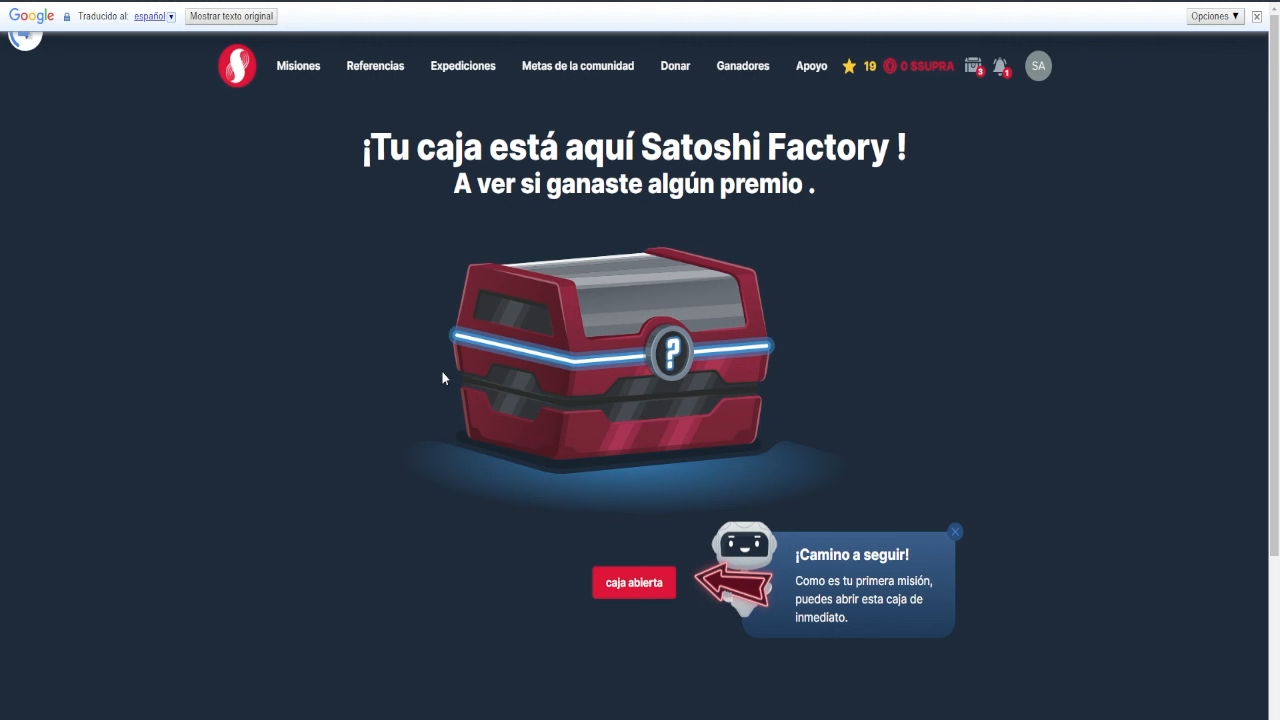 Google Traducido al: español Mostrar texto original Opciones ▼
Misiones Referencias Expediciones Metas de la comunidad Donar Ganadores Apoyo 19 0 $SUPRA 3 1 SA
¡Tu caja está aquí Satoshi Factory !
A ver si ganaste algún premio .
?
¡Camino a seguir!
caja abierta
Como es tu primera misión,
puedes abrir esta caja de
inmediato.